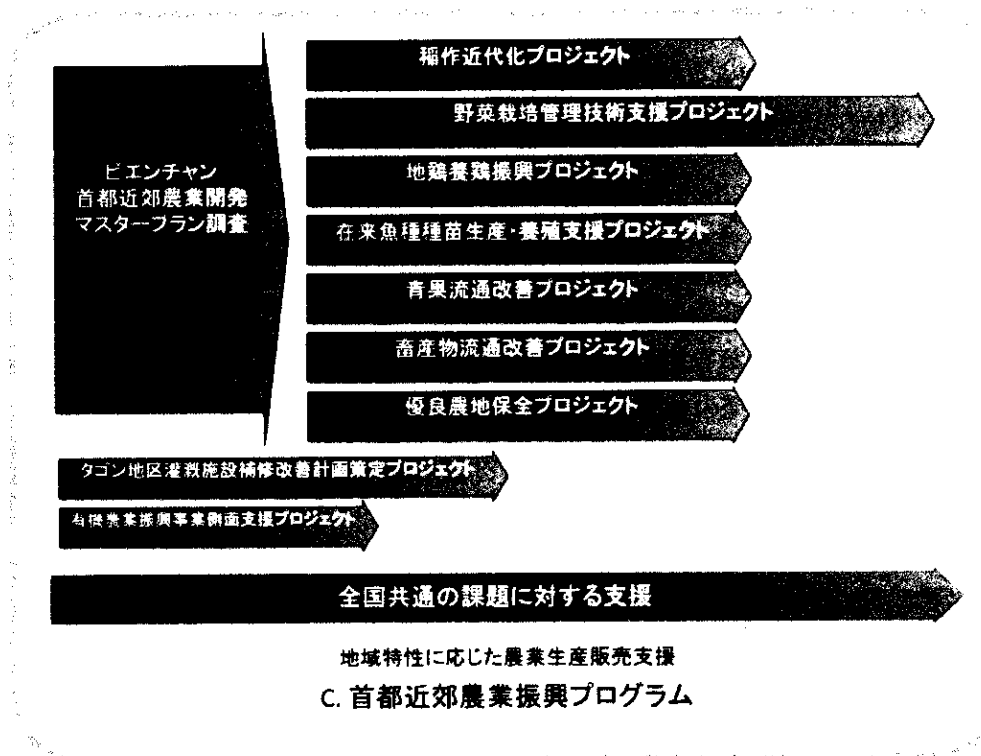 稲作近代化プロジェクト
野菜栽培管理技術支援プロジェクト
ビエンチャン
首都近郊農業開発
マスタープラン調査
地鶏養鶏振興プロジェクト
在来魚種種苗生産・養殖支援プロジェクト
青果流通改善プロジェクト
畜産物流通改善プロジェクト
優良農地保全プロジェクト
タゴン地区灌漑施設補修改善計画策定プロジェクト
有機農業振興事業側面支援プロジェクト
全国共通の課題に対する支援
地域特性に応じた農業生産販売支援
C. 首都近郊農業振興プログラム